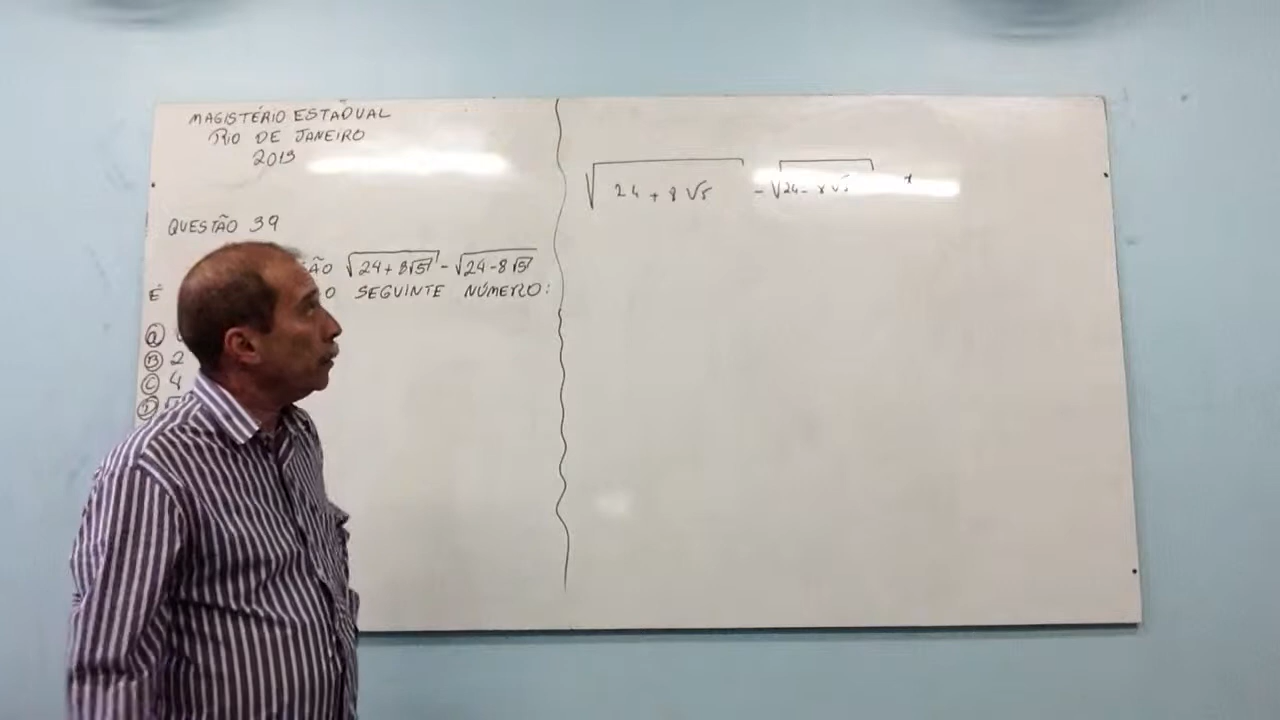 MAGISTÉRIO ESTADUAL
RIO DE JANEIRO
2019
QUESTÃO 39
ÃO √24+8√5 - √24-8√5
É O SEGUINTE NÚMERO:
a
B 2
C 4
D
√24 + 8√5 - √24 - 8√5